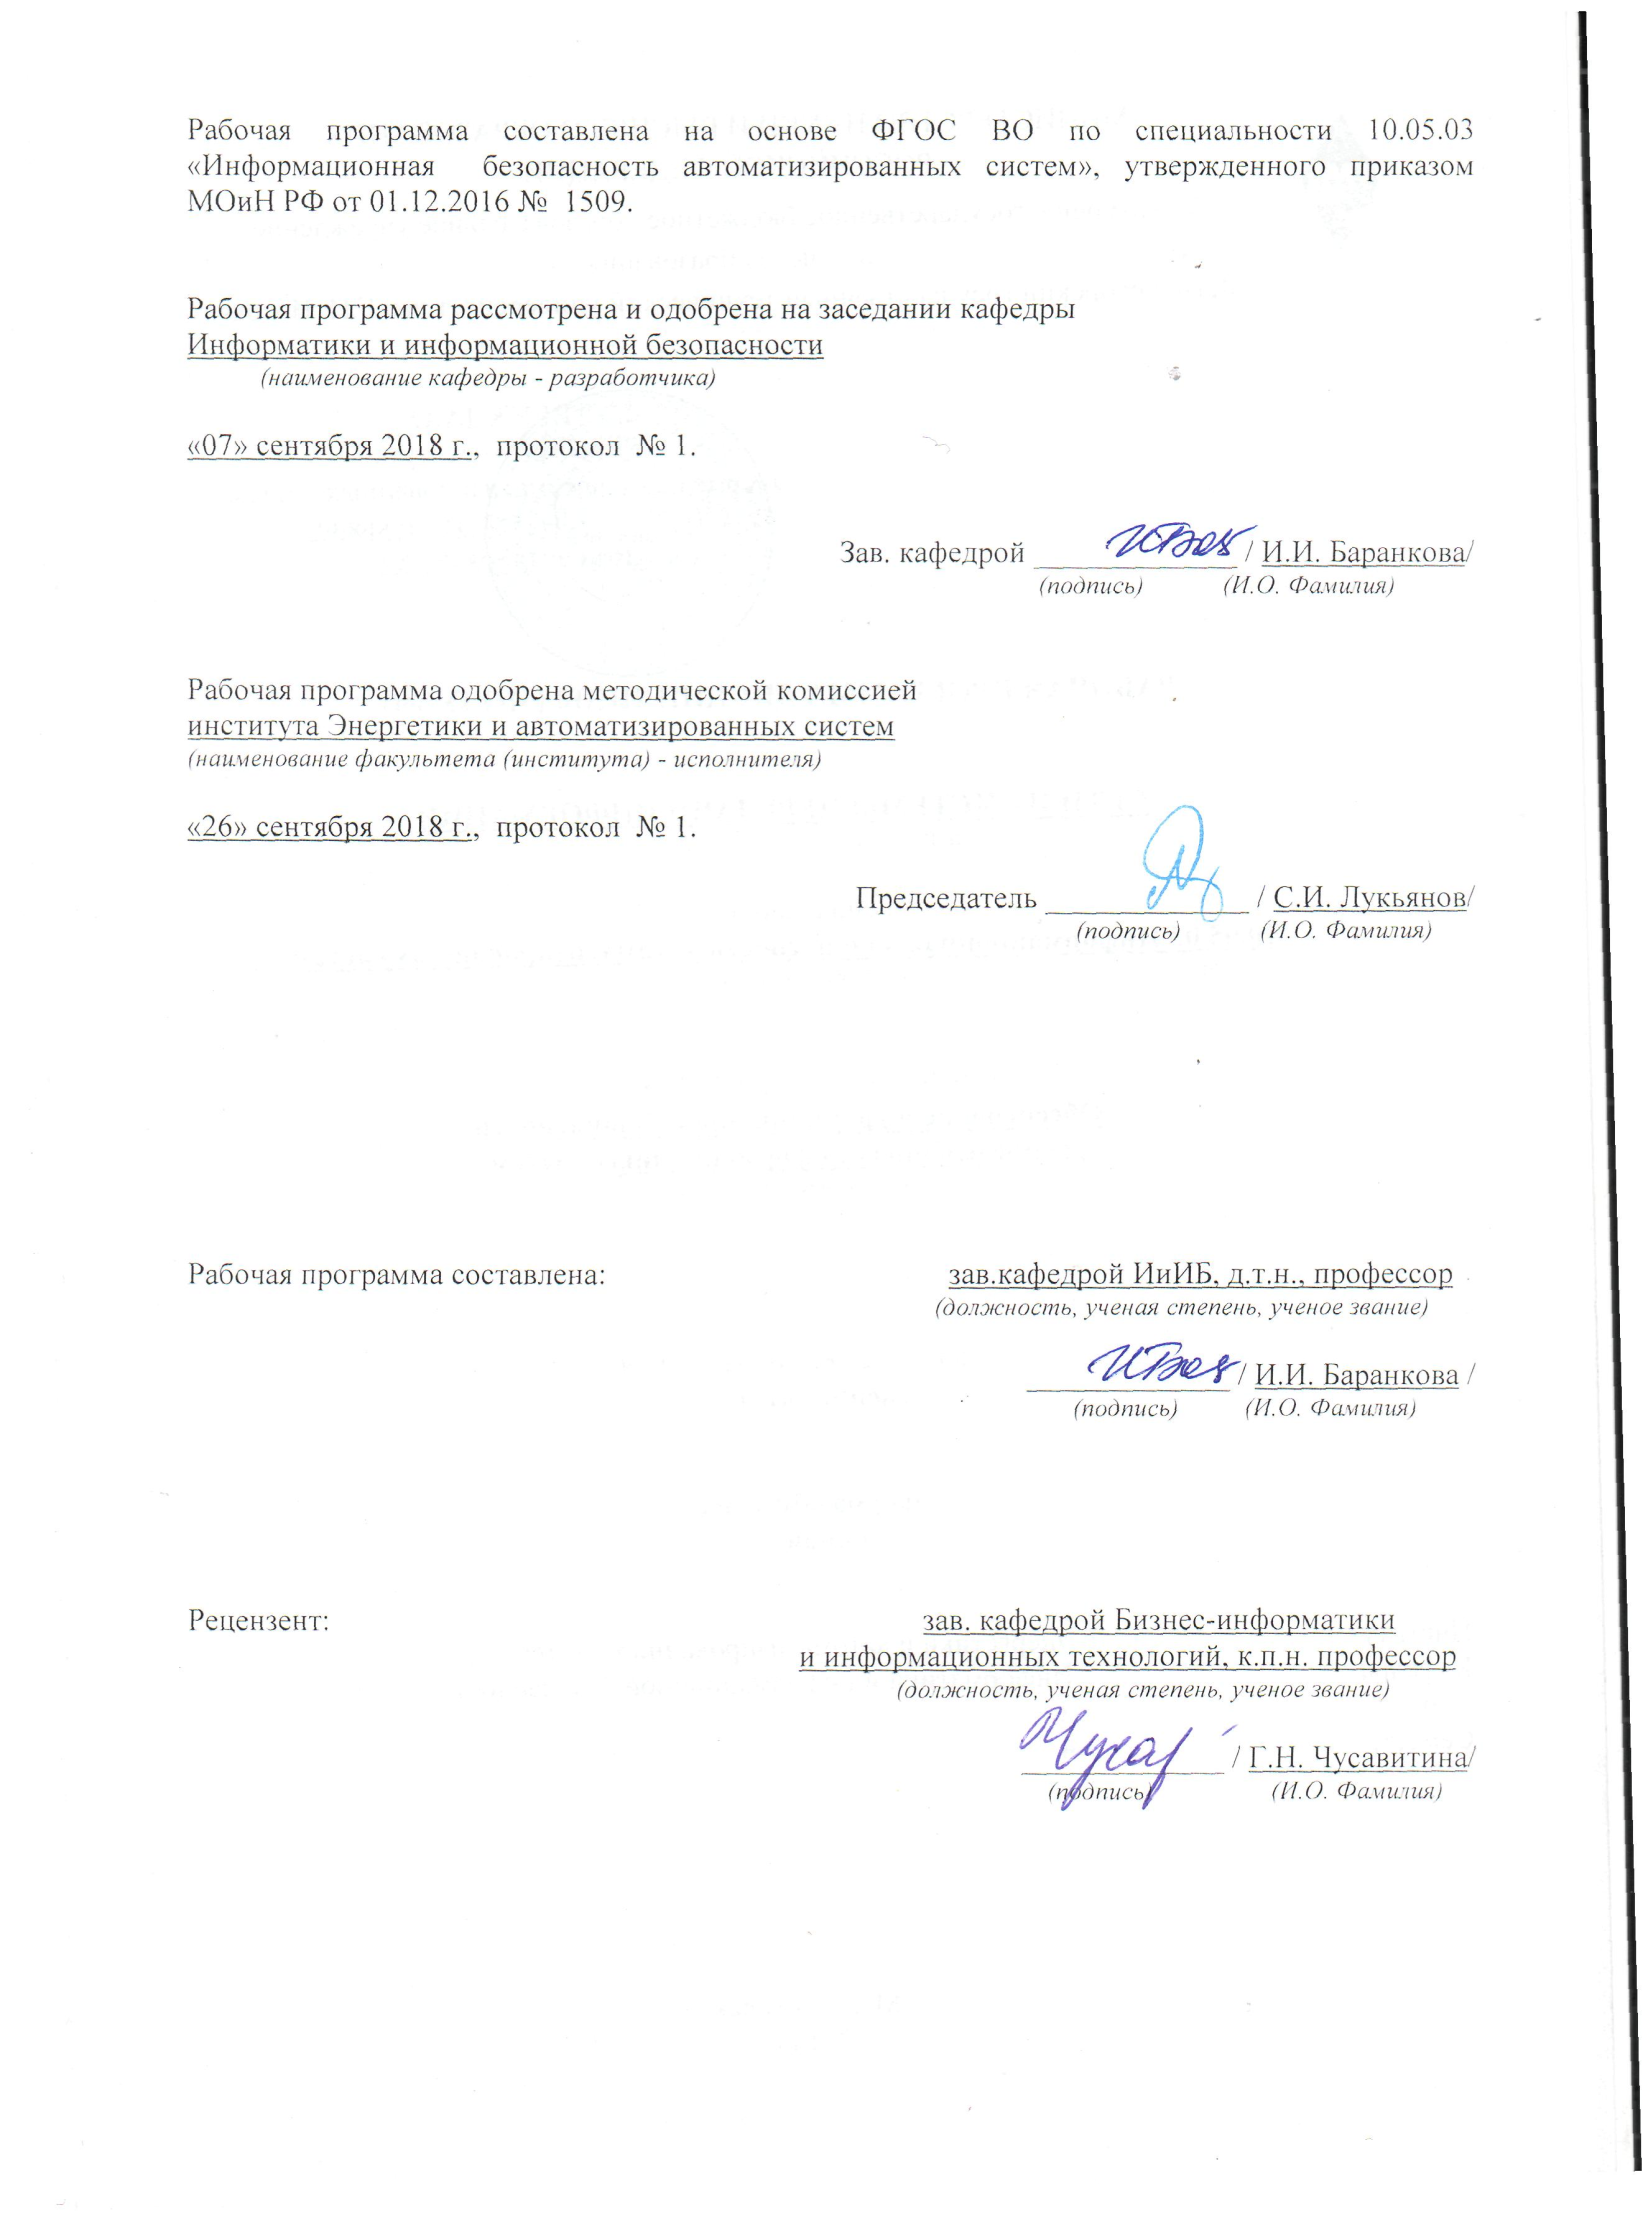 Рабочая программа составлена на основе ФГОС ВО по специальности 10.05.03
«Информационная безопасность автоматизированных систем», утвержденного приказом
МОиН РФ от 01.12.2016 № 1509.
Рабочая программа рассмотрена и одобрена на заседании кафедры
Информатики и информационной безопасности
(наименование кафедры - разработчика)
«07» сентября 2018 г., протокол № 1.
Зав. кафедрой ______________ / И.И. Баранкова/
(подпись) (И.О. Фамилия)
Рабочая программа одобрена методической комиссией
института Энергетики и автоматизированных систем
(наименование факультета (института) - исполнителя)
«26» сентября 2018 г., протокол № 1.
Председатель ______________ / С.И. Лукьянов/
(подпись) (И.О. Фамилия)
Рабочая программа составлена: зав.кафедрой ИиИБ, д.т.н., профессор
(должность, ученая степень, ученое звание)
______________ / И.И. Баранкова /
(подпись) (И.О. Фамилия)
Рецензент: зав. кафедрой Бизнес-информатики
и информационных технологий, к.п.н. профессор
(должность, ученая степень, ученое звание)
______________ / Г.Н. Чусавитина/
(подпись) (И.О. Фамилия)